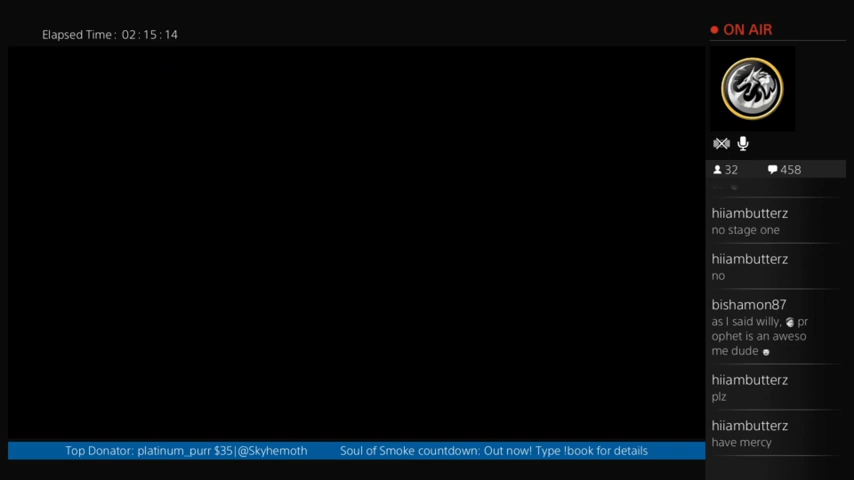 Elapsed Time: 02:15:14
ON AIR
32 458
hiiambutterz
no stage one
hiiambutterz
no
bishamon87
as I said willy, pr
ophet is an aweso
me dude
hiiambutterz
plz
hiiambutterz
have mercy
Top Donator: platinum_purr $35|@Skyhemoth Soul of Smoke countdown: Out now! Type !book for details